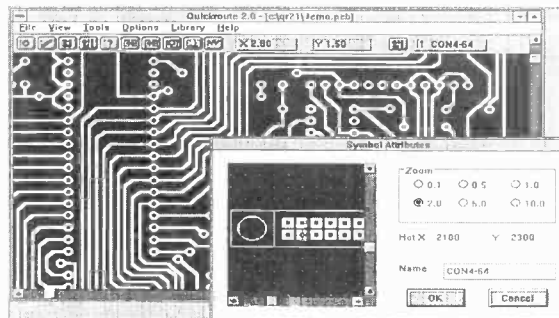 Quickroute 2.0 - [c:\qr21\demo.pcb]
File View Tools Options Library Help
X 2.80 Y 1.50 1 CON4-64
Symbol Attributes
Zoom
0.1 0.5 1.0
2.0 5.0 10.0
Hot X 2100 Y 2300
Name CON4-64
OK Cancel